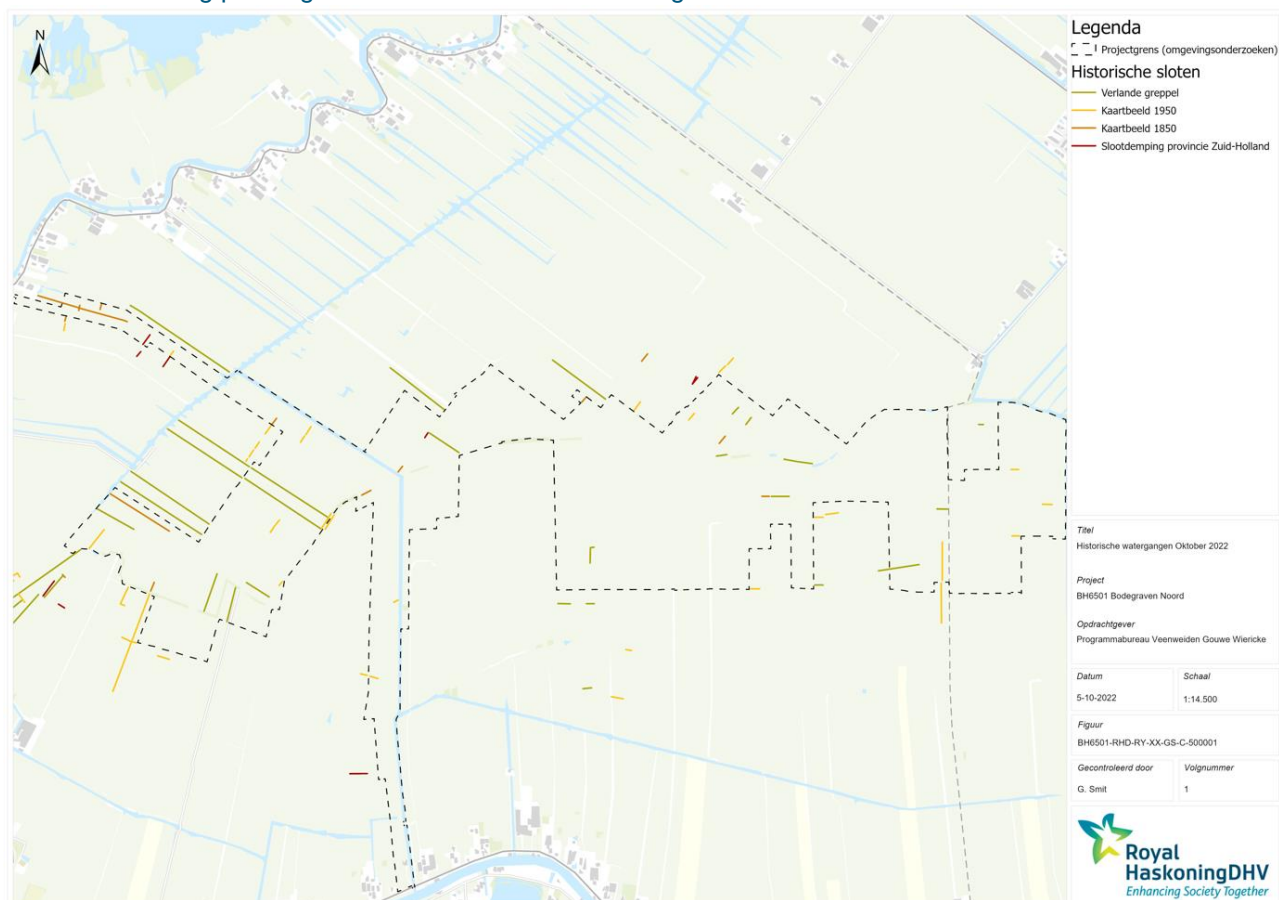 N
Legenda
Projectgrens (omgevingsonderzoeken)
Historische sloten
Verlande greppel
Kaartbeeld 1950
Kaartbeeld 1850
Slootdemping provincie Zuid-Holland
Titel
Historische watergangen Oktober 2022
Project
BH6501 Bodegraven Noord
Opdrachtgever
Programmabureau Veenweiden Gouwe Wiericke
Datum
5-10-2022
Schaal
1:14.500
Figuur
BH6501-RHD-RY-XX-GS-C-500001
Gecontroleerd door
G. Smit
Volgnummer
1
Royal
HaskoningDHV
Enhancing Society Together